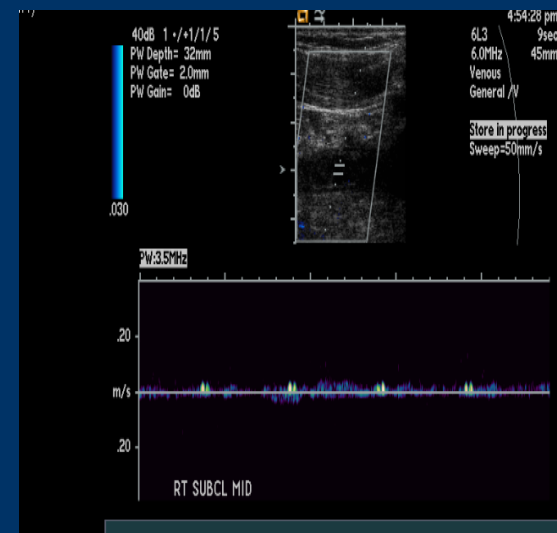 4:54:28 pm
40dB 1 +/+1/1/5
PW Depth= 32mm
PW Gate= 2.0mm
PW Gain= 0dB
6L3 9sec
6.0MHz 45mm
Venous
General /V
Store in progress
Sweep=50mm/s
.030
PW:3.5MHz
.20
m/s
.20
RT SUBCL MID